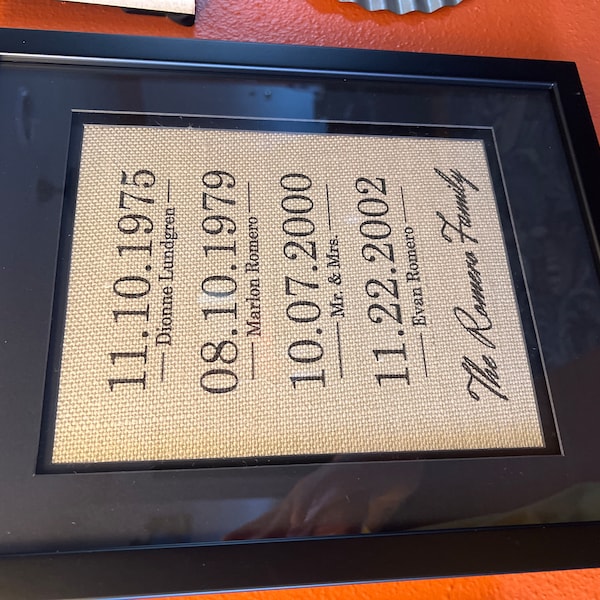 11.10.1975
Dionne Lundgren
08.10.1979
Marlon Romero
10.07.2000
Mr. & Mrs.
11.22.2002
Evan Romero
The Romero Family